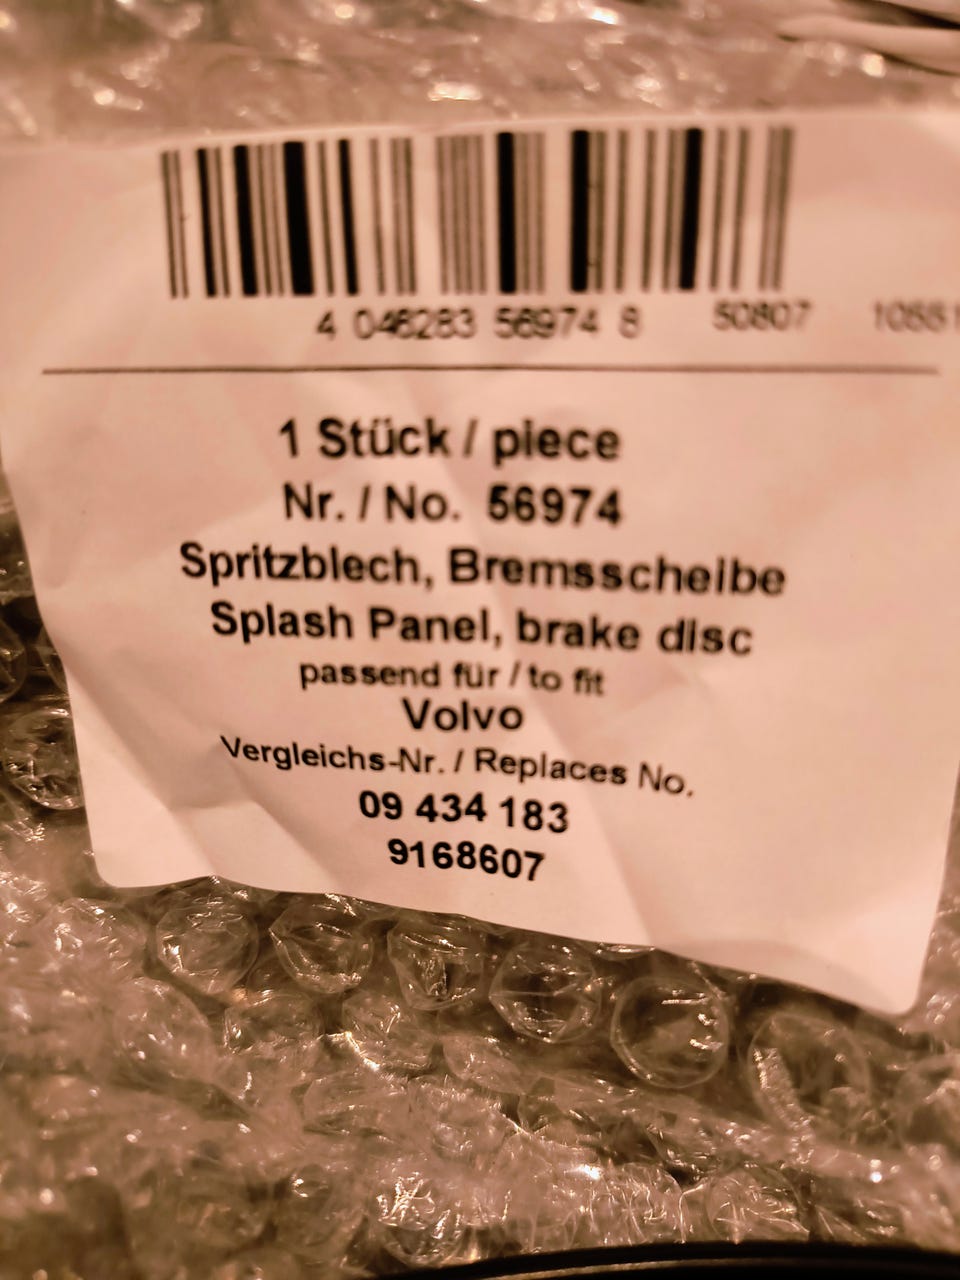 4 046283 56974 8 50807
1 Stück / piece
Nr. / No. 56974
Spritzblech, Bremsscheibe
Splash Panel, brake disc
passend für / to fit
Volvo
Vergleichs-Nr. / Replaces No.
09 434 183
9168607